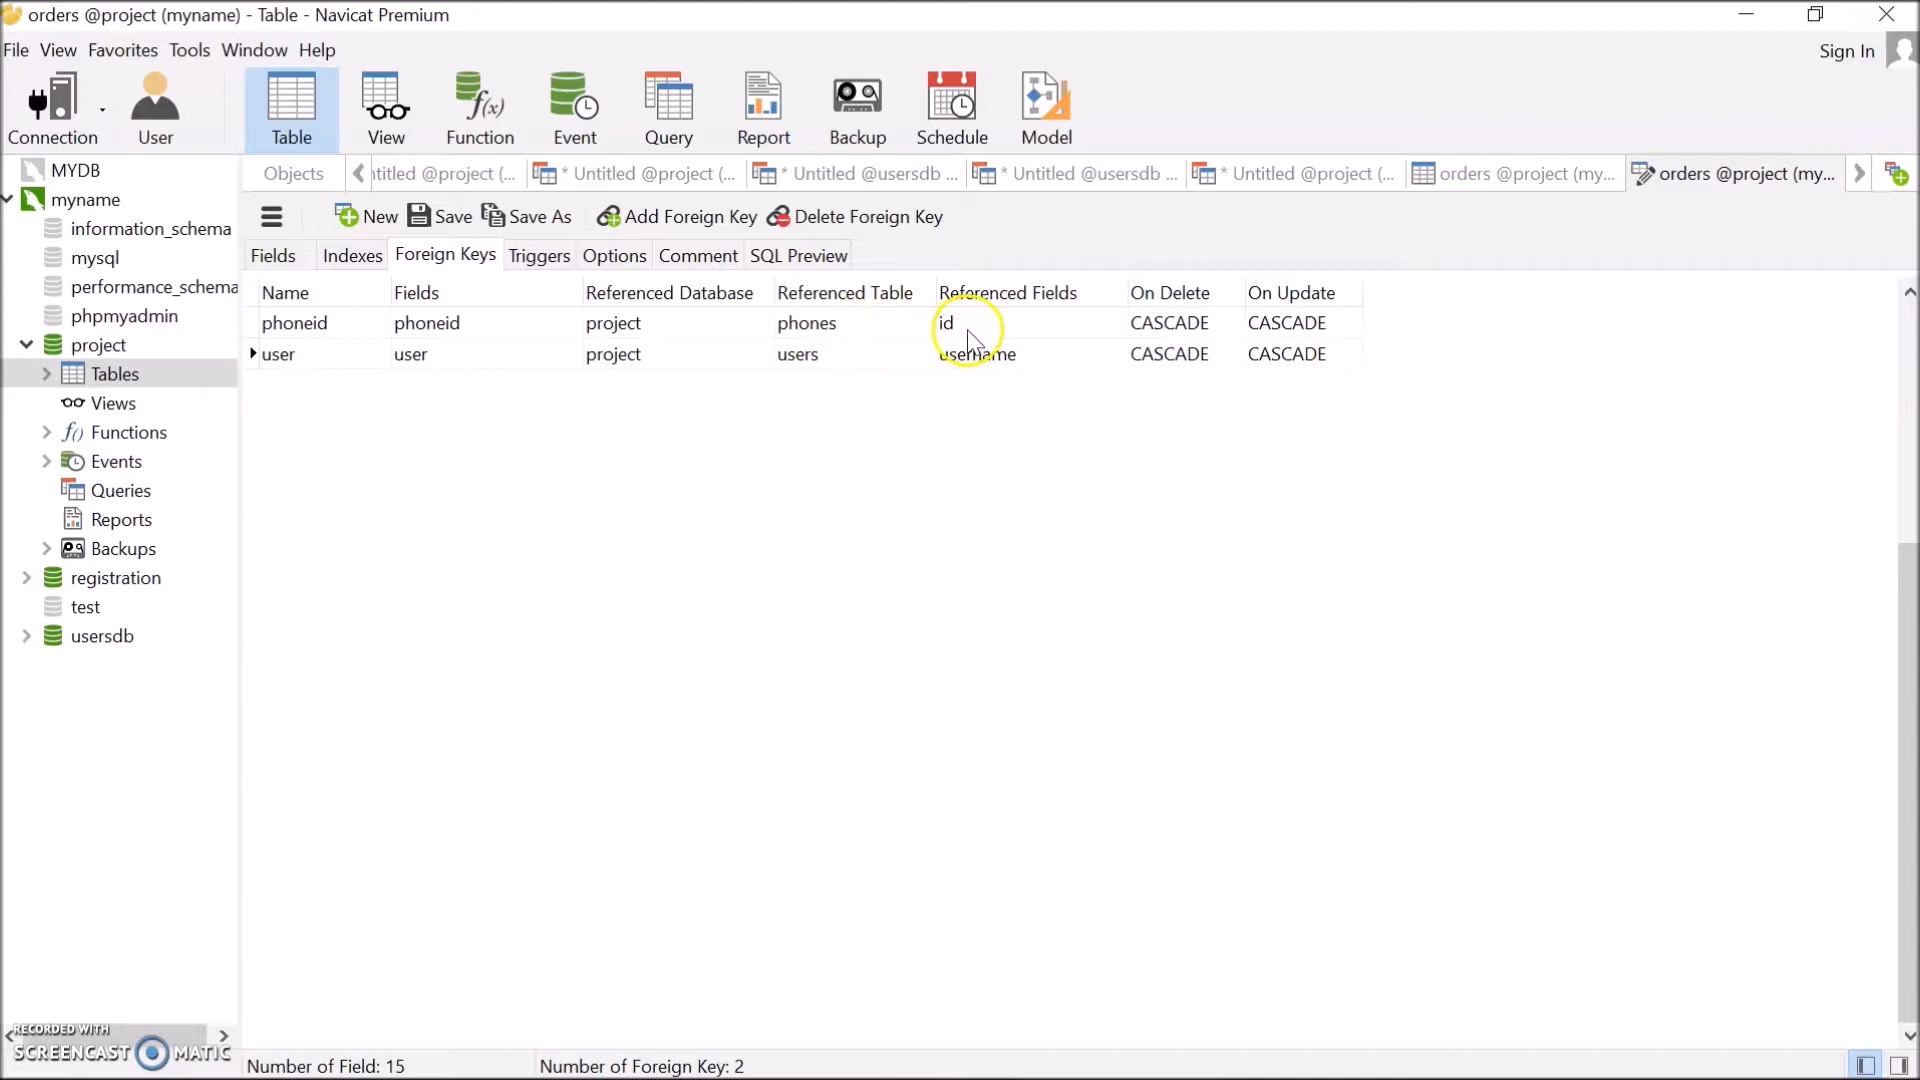 orders @project (myname) - Table - Navicat Premium
File View Favorites Tools Window Help
Sign In
Connection User Table View Function Event Query Report Backup Schedule Model
Objects ntitled @project (... * Untitled @project (... * Untitled @usersdb ... * Untitled @usersdb ... * Untitled @project (... orders @project (my... orders @project (my...
New Save Save As Add Foreign Key Delete Foreign Key
Fields Indexes Foreign Keys Triggers Options Comment SQL Preview
Name Fields Referenced Database Referenced Table Referenced Fields On Delete On Update
phoneid phoneid project phones id CASCADE CASCADE
user user project users username CASCADE CASCADE
MYDB
myname
information_schema
mysql
performance_schema
phpmyadmin
project
Tables
Views
f() Functions
Events
Queries
Reports
Backups
registration
test
usersdb
RECORDED WITH
SCREENCAST MATIC
Number of Field: 15 Number of Foreign Key: 2